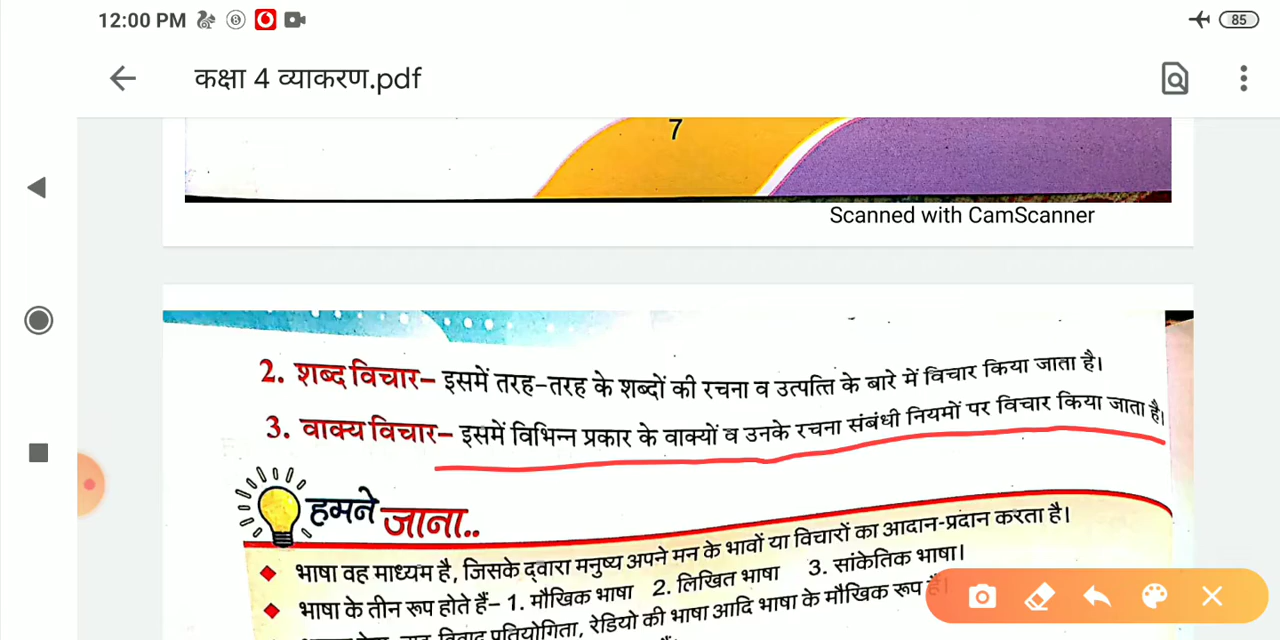 12:00 PM
85
कक्षा 4 व्याकरण.pdf
7
Scanned with CamScanner
2. शब्द विचार– इसमें तरह-तरह के शब्दों की रचना व उत्पत्ति के बारे में विचार किया जाता है।
3. वाक्य विचार– इसमें विभिन्न प्रकार के वाक्यों व उनके रचना संबंधी नियमों पर विचार किया जाता है।
हमने जाना..
भाषा वह माध्यम है, जिसके द्वारा मनुष्य अपने मन के भावों या विचारों का आदान-प्रदान करता है।
भाषा के तीन रूप होते हैं– 1. मौखिक भाषा 2. लिखित भाषा 3. सांकेतिक भाषा।
प्रतियोगिता, रेडियो की भाषा आदि भाषा के मौखिक रूप हैं।